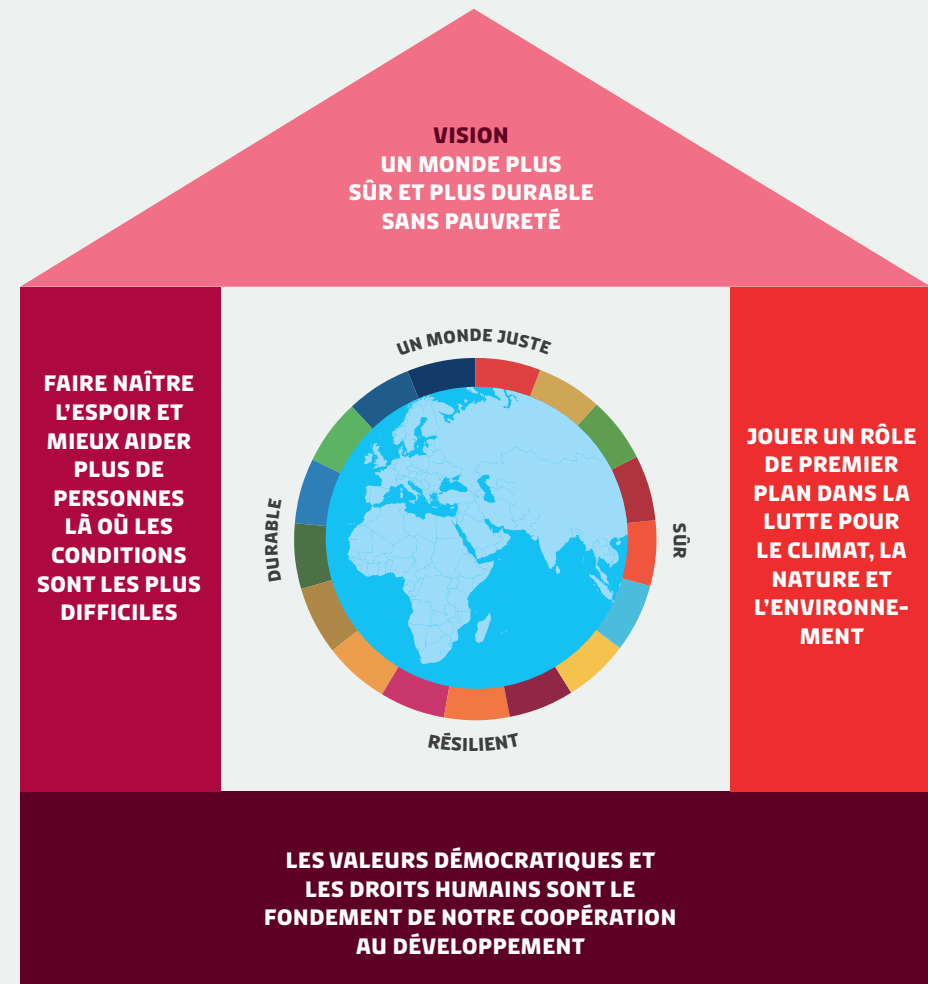 VISION
UN MONDE PLUS
SÛR ET PLUS DURABLE
SANS PAUVRETÉ
FAIRE NAÎTRE
L’ESPOIR ET
MIEUX AIDER
PLUS DE
PERSONNES
LÀ OÙ LES
CONDITIONS
SONT LES PLUS
DIFFICILES
UN MONDE JUSTE
SÛR
RÉSILIENT
DURABLE
JOUER UN RÔLE
DE PREMIER
PLAN DANS LA
LUTTE POUR
LE CLIMAT, LA
NATURE ET
L’ENVIRONNE-
MENT
LES VALEURS DÉMOCRATIQUES ET
LES DROITS HUMAINS SONT LE
FONDEMENT DE NOTRE COOPÉRATION
AU DÉVELOPPEMENT